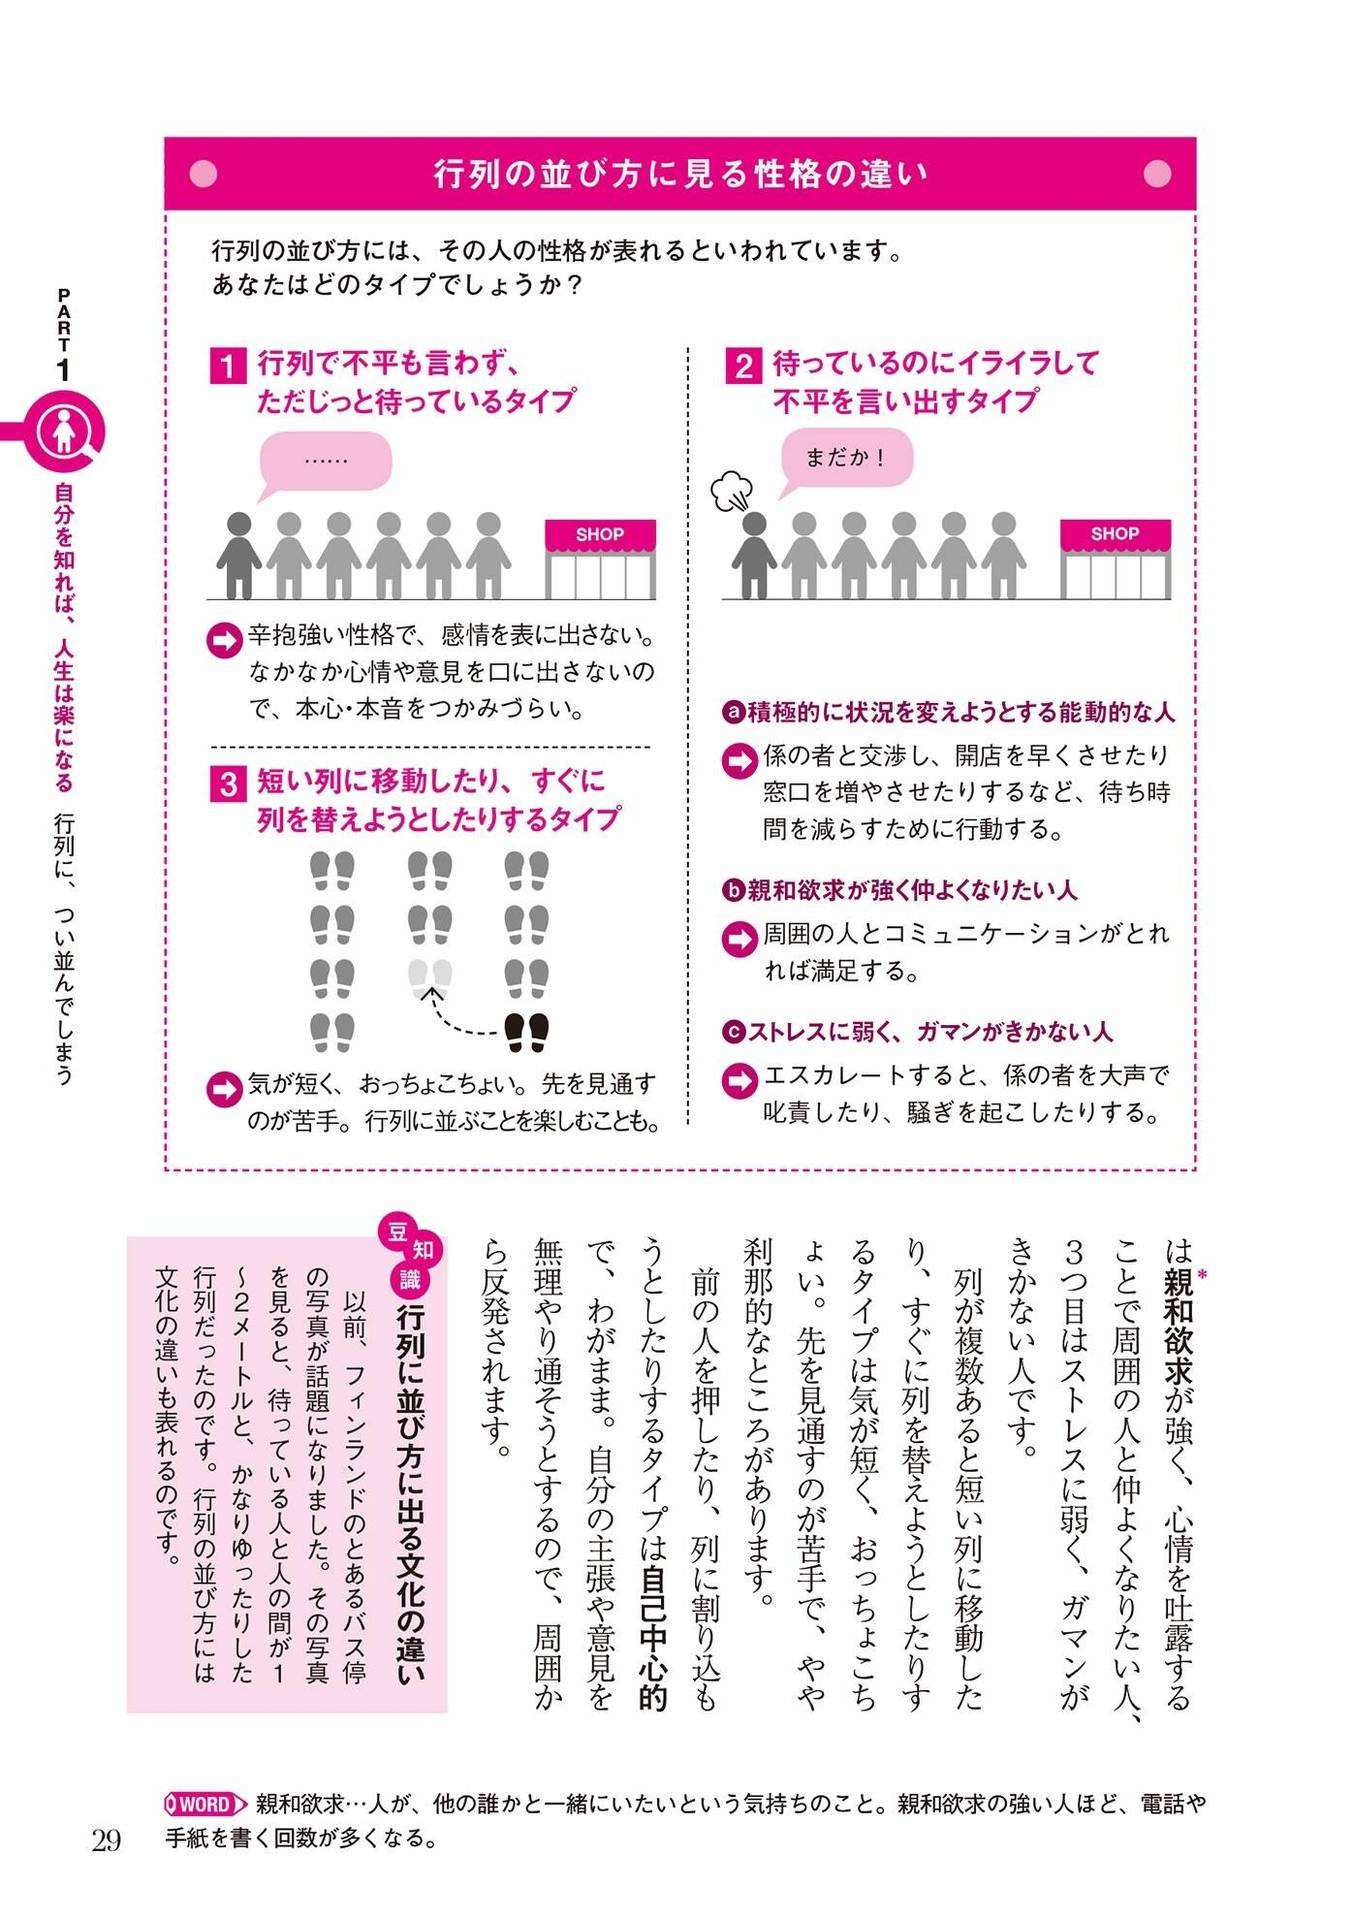 行列の並び方に見る性格の違い
行列の並び方には、その人の性格が表れるといわれています。
あなたはどのタイプでしょうか？
1 行列で不平も言わず、
ただじっと待っているタイプ
……
SHOP
辛抱強い性格で、感情を表に出さない。
なかなか心情や意見を口に出さないの
で、本心・本音をつかみづらい。
2 待っているのにイライラして
不平を言い出すタイプ
まだか！
SHOP
a積極的に状況を変えようとする能動的な人
係の者と交渉し、開店を早くさせたり
窓口を増やさせたりするなど、待ち時
間を減らすために行動する。
b親和欲求が強く仲よくなりたい人
周囲の人とコミュニケーションがとれ
れば満足する。
cストレスに弱く、ガマンがきかない人
エスカレートすると、係の者を大声で
叱責したり、騒ぎを起こしたりする。
3 短い列に移動したり、すぐに
列を替えようとしたりするタイプ
気が短く、おっちょこちょい。先を見通す
のが苦手。行列に並ぶことを楽しむことも。
PART 1
自分を知れば、人生は楽になる 行列に、つい並んでしまう
は親和欲求*が強く、心情を吐露する
ことで周囲の人と仲よくなりたい人、
3つ目はストレスに弱く、ガマンが
きかない人です。
列が複数あると短い列に移動した
り、すぐに列を替えようとしたりす
るタイプは気が短く、おっちょこち
ょい。先を見通すのが苦手で、やや
刹那的なところがあります。
前の人を押したり、列に割り込も
うとしたりするタイプは自己中心的
で、わがまま。自分の主張や意見を
無理やり通そうとするので、周囲か
ら反発されます。
豆知識
行列に並び方に出る文化の違い
以前、フィンランドのとあるバス停
の写真が話題になりました。その写真
を見ると、待っている人と人の間が1
〜2メートルと、かなりゆったりした
行列だったのです。行列の並び方には
文化の違いも表れるのです。
WORD 親和欲求…人が、他の誰かと一緒にいたいという気持ちのこと。親和欲求の強い人ほど、電話や
手紙を書く回数が多くなる。
29